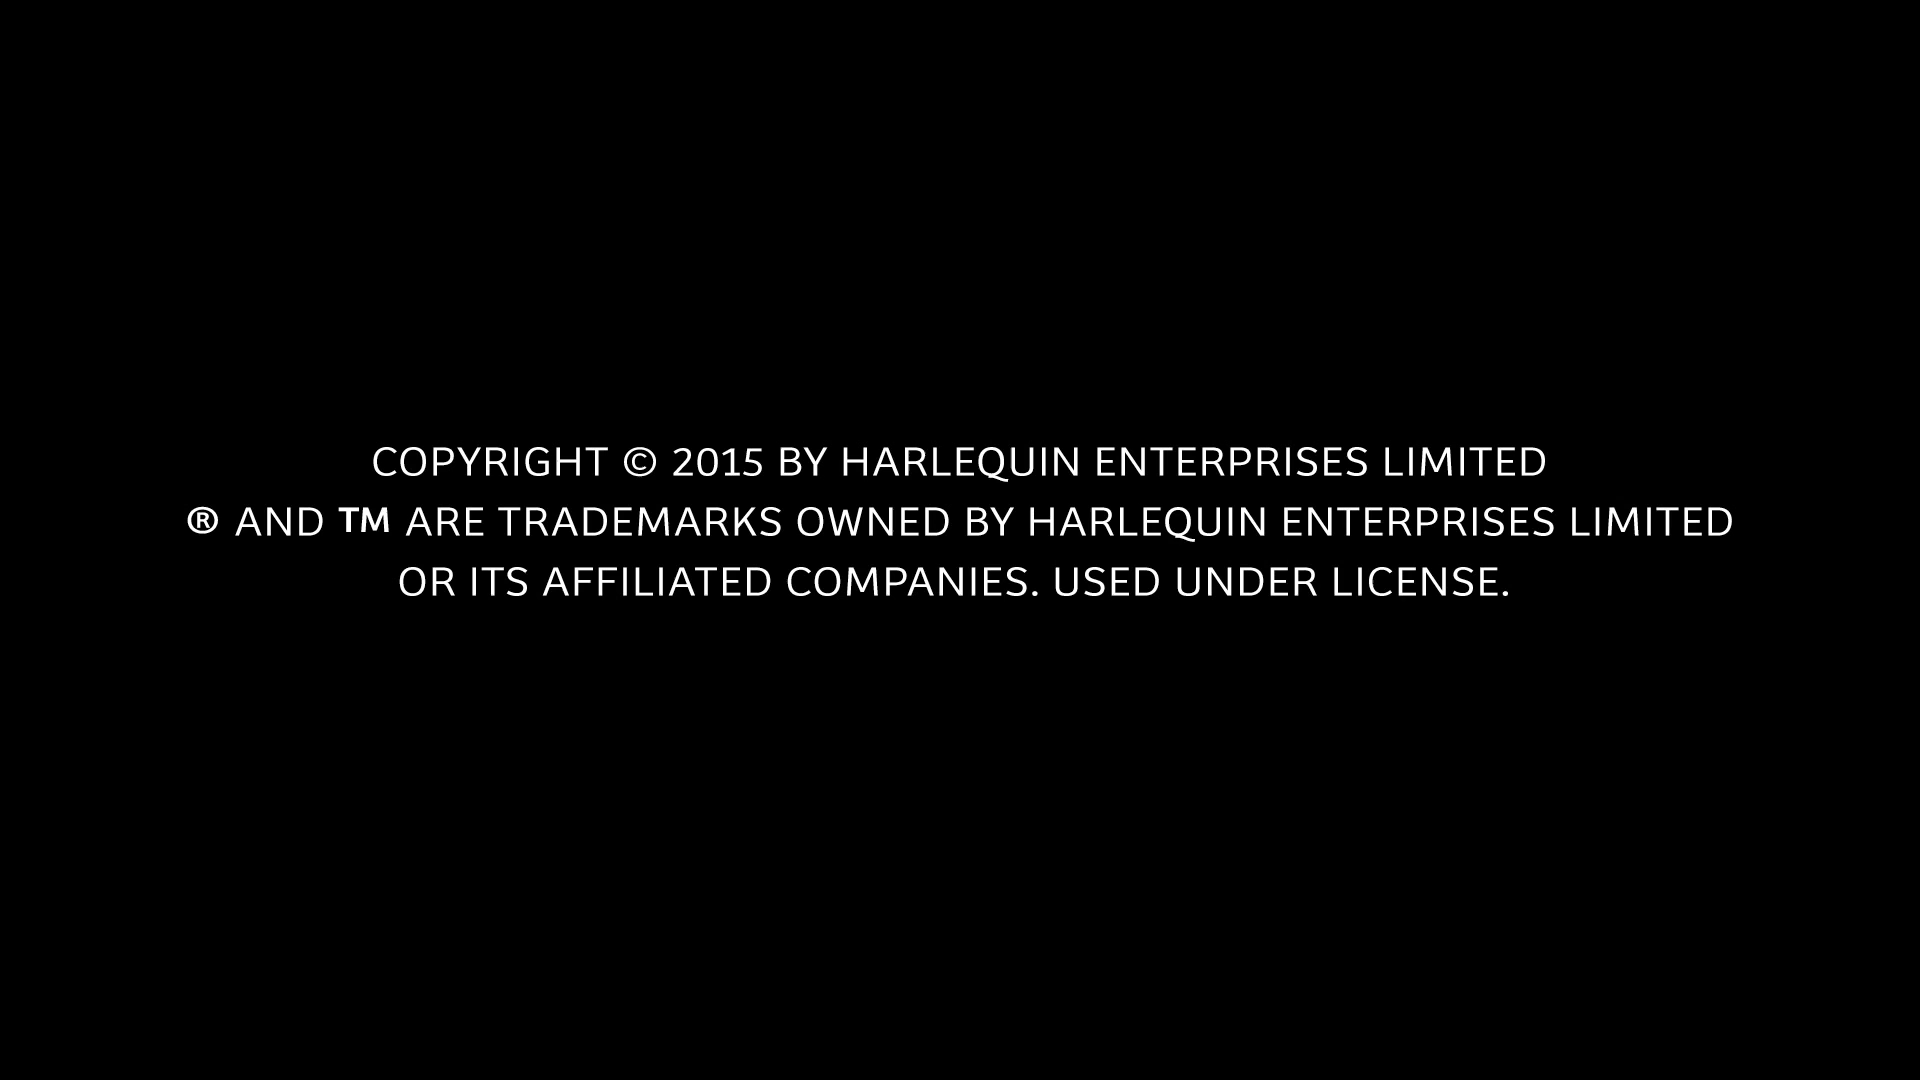 COPYRIGHT © 2015 BY HARLEQUIN ENTERPRISES LIMITED
® AND ™ ARE TRADEMARKS OWNED BY HARLEQUIN ENTERPRISES LIMITED
OR ITS AFFILIATED COMPANIES. USED UNDER LICENSE.